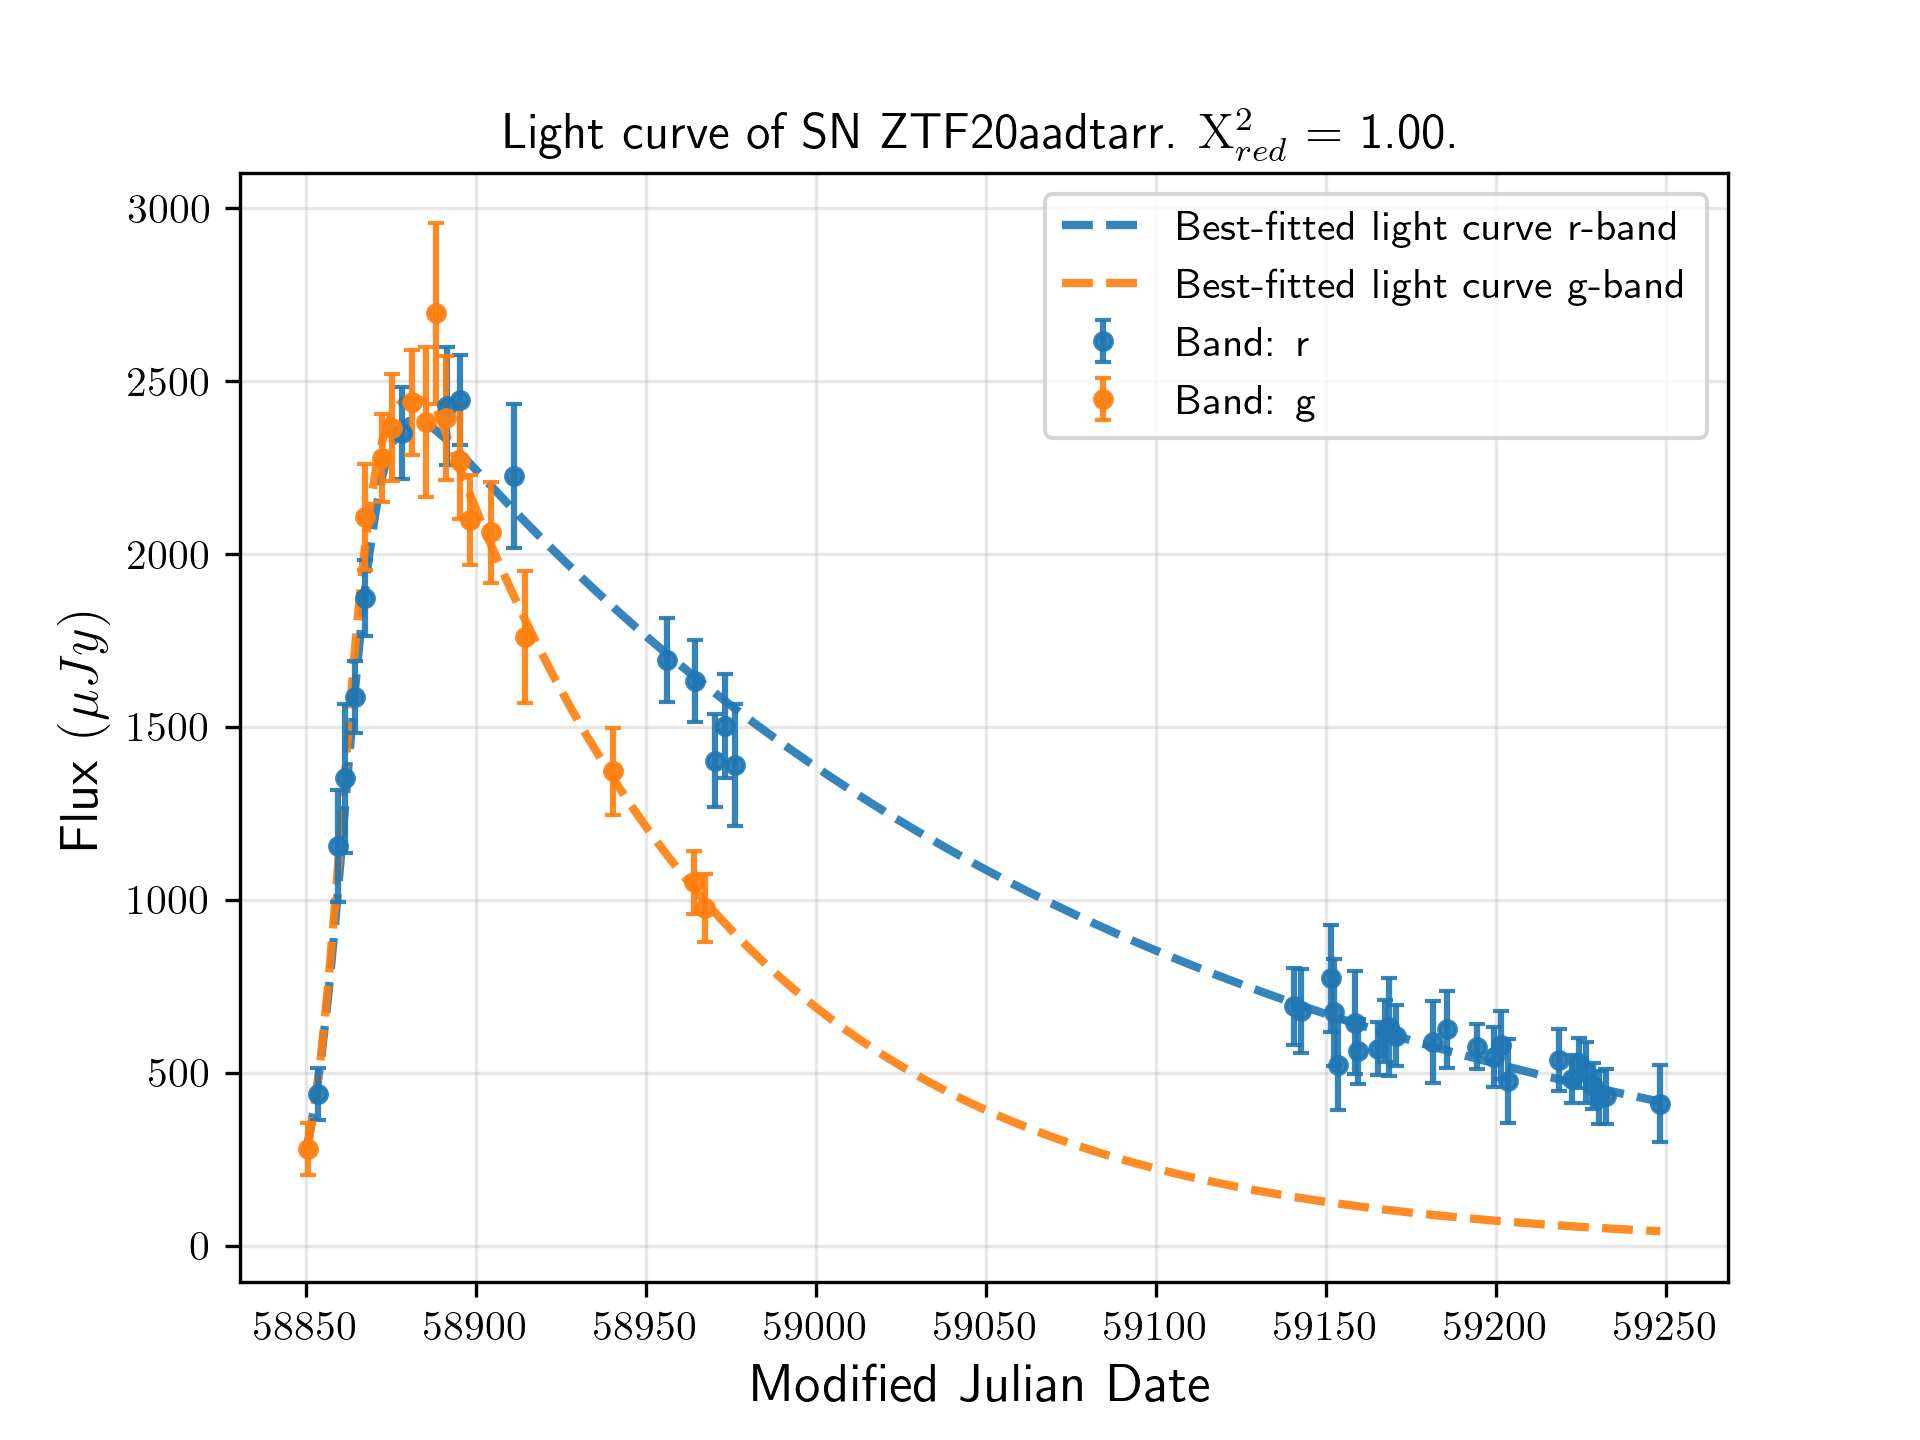 Light curve of SN ZTF20aadtarr. X²_red = 1.00.
Best-fitted light curve r-band
Best-fitted light curve g-band
Band: r
Band: g
3000
2500
2000
1500
1000
500
0
Flux (μJy)
58850 58900 58950 59000 59050 59100 59150 59200 59250
Modified Julian Date